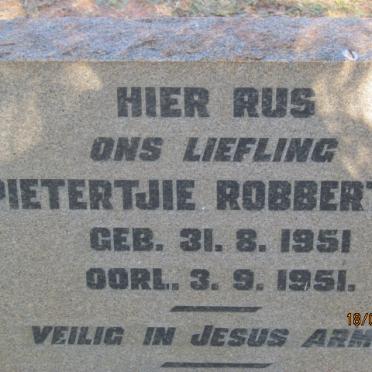 HIER RUS
ONS LIEFLING
PIETERTJIE ROBBERT
GEB. 31. 8. 1951
OORL. 3. 9. 1951.
18/0
VEILIG IN JESUS ARM